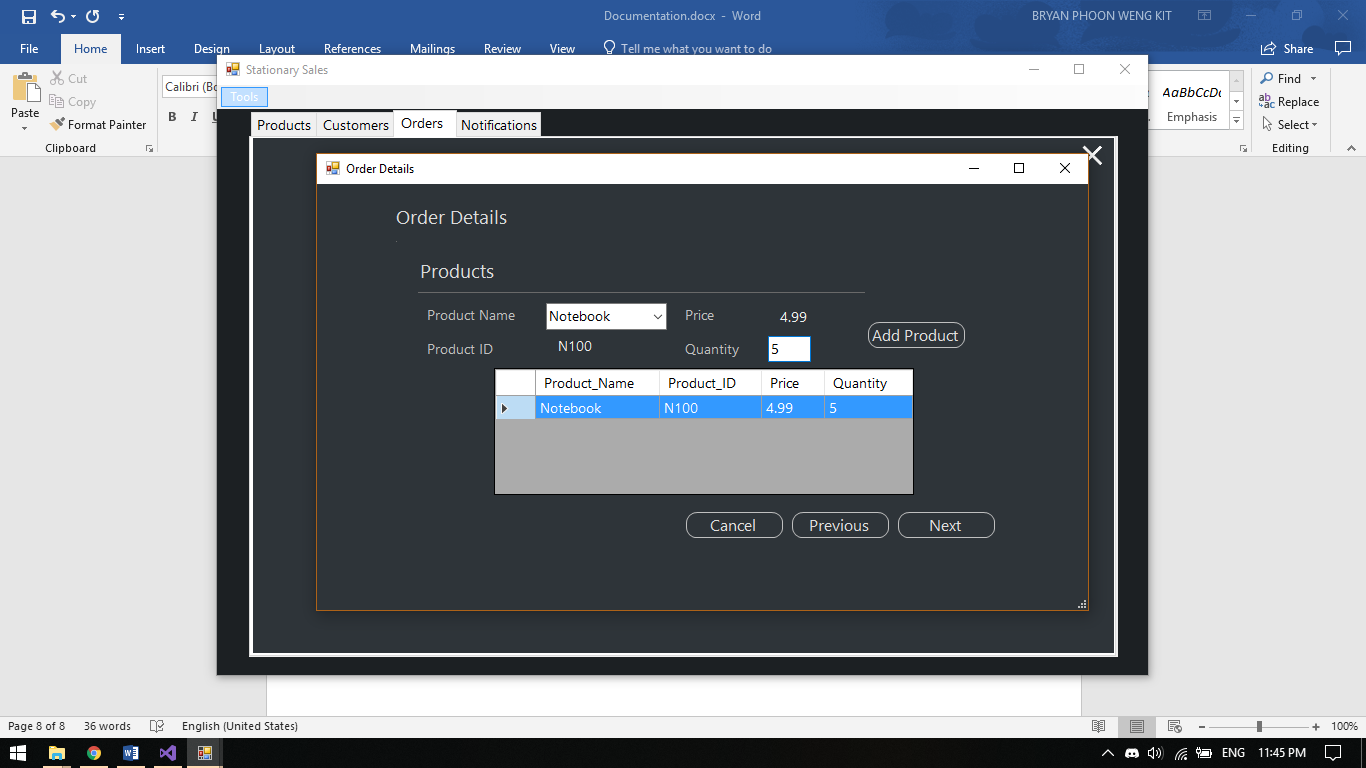 Documentation.docx - Word
BRYAN PHOON WENG KIT
File Home Insert Design Layout References Mailings Review View Tell me what you want to do Share
Stationary Sales
Tools
Paste
Cut
Copy
Format Painter
Clipboard
Calibri (Bo
B I U
AaBbCcDc
Emphasis
Find
Replace
Select
Editing
Products Customers Orders Notifications
Order Details
Order Details
Products
Product Name Notebook Price 4.99
Add Product
Product ID N100 Quantity 5
Product_Name Product_ID Price Quantity
Notebook N100 4.99 5
Cancel Previous Next
Page 8 of 8 36 words English (United States) 100%
ENG 11:45 PM